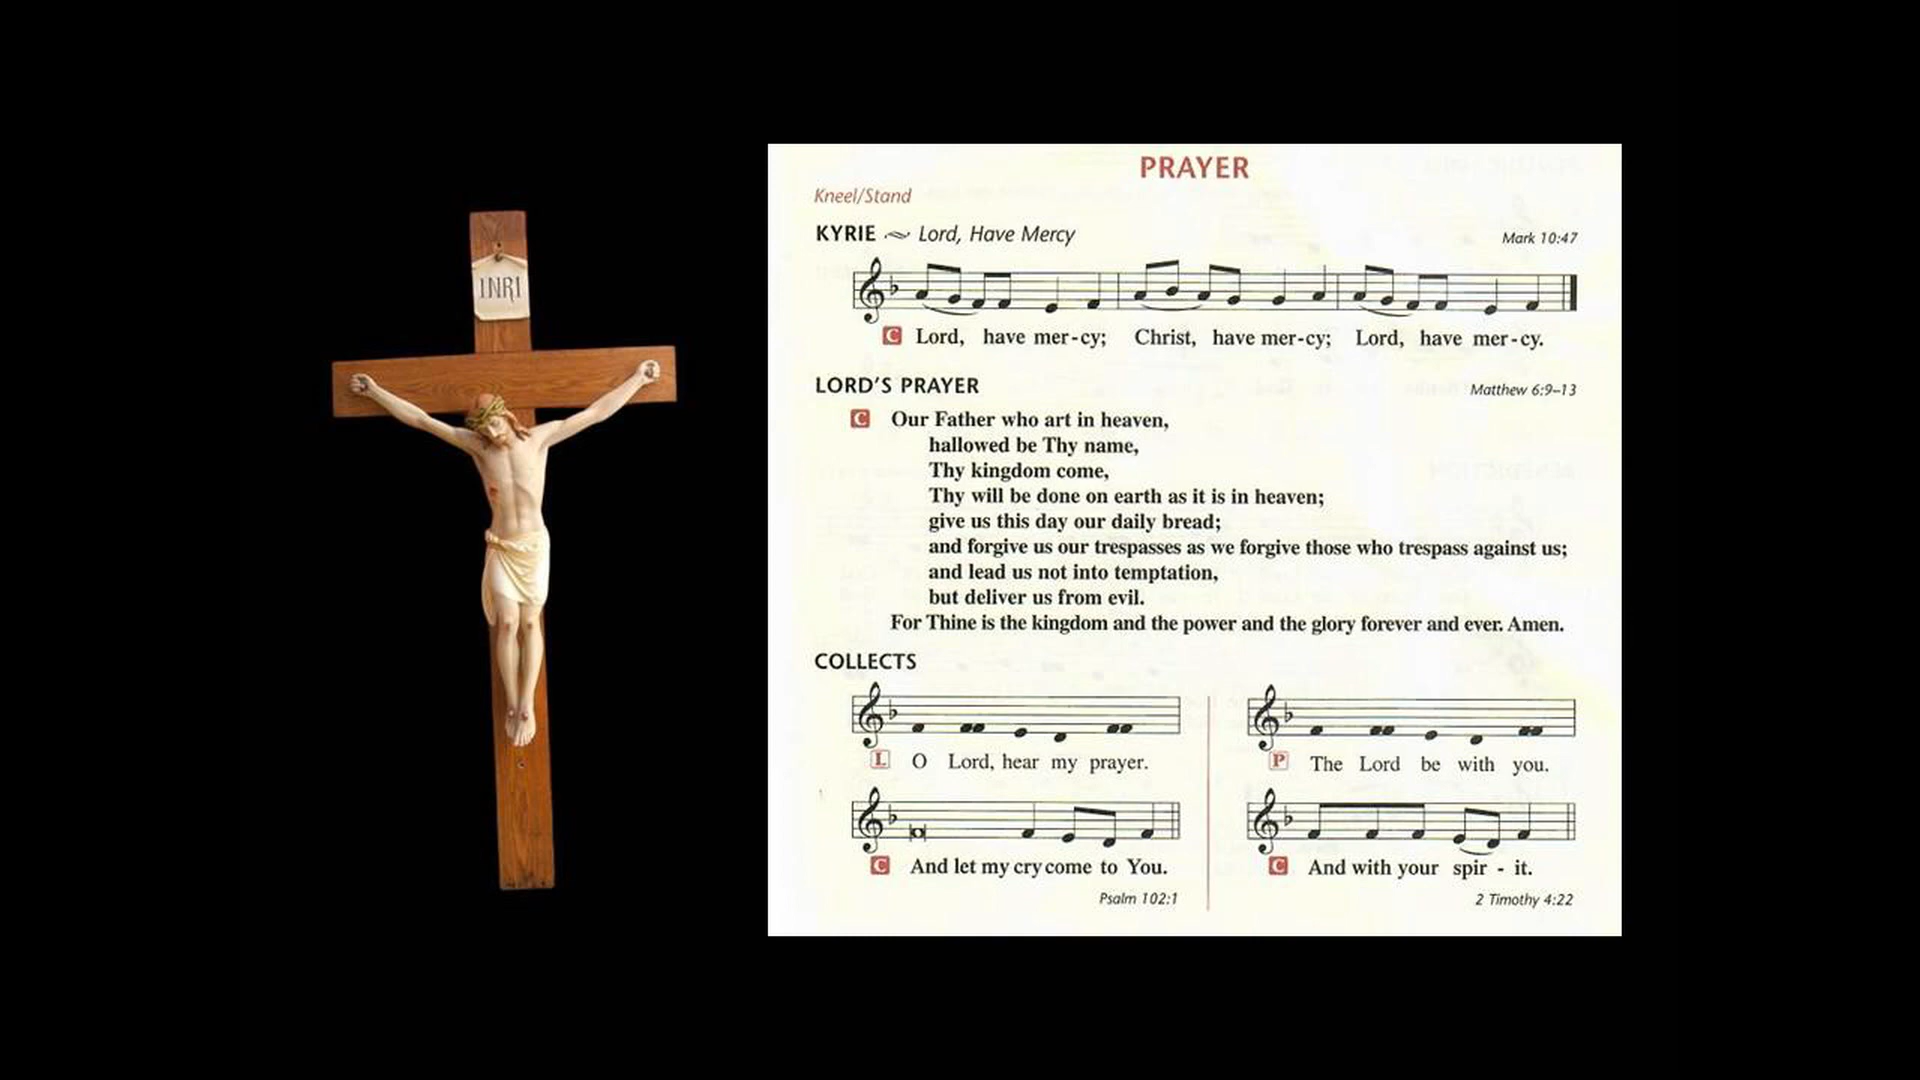 INRI
PRAYER
Kneel/Stand
KYRIE Lord, Have Mercy Mark 10:47
C Lord, have mer-cy; Christ, have mer-cy; Lord, have mer-cy.
LORD'S PRAYER Matthew 6:9–13
C Our Father who art in heaven,
hallowed be Thy name,
Thy kingdom come,
Thy will be done on earth as it is in heaven;
give us this day our daily bread;
and forgive us our trespasses as we forgive those who trespass against us;
and lead us not into temptation,
but deliver us from evil.
For Thine is the kingdom and the power and the glory forever and ever. Amen.
COLLECTS
L O Lord, hear my prayer.
C And let my cry come to You.
Psalm 102:1
P The Lord be with you.
C And with your spir - it.
2 Timothy 4:22